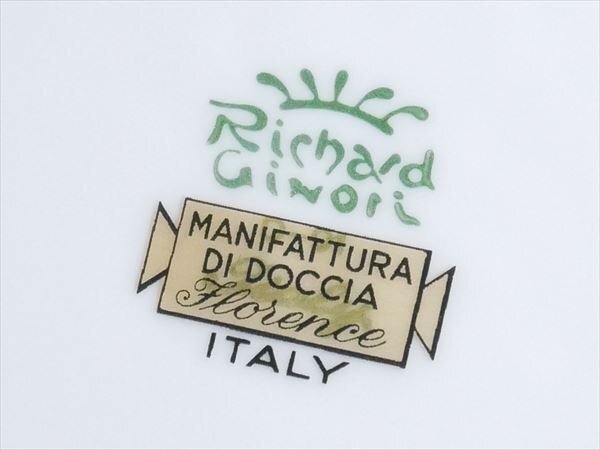 Richard
Ginori
MANIFATTURA
DI DOCCIA
Florence
ITALY